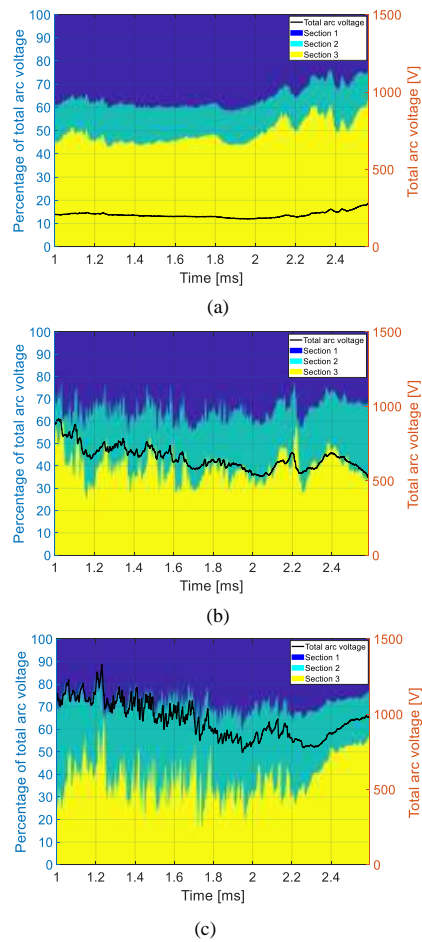 100
90
80
70
60
50
40
30
20
10
0
Percentage of total arc voltage
1500
1000
500
0
Total arc voltage [V]
Total arc voltage
Section 1
Section 2
Section 3
1 1.2 1.4 1.6 1.8 2 2.2 2.4
Time [ms]
(a)
100
90
80
70
60
50
40
30
20
10
0
Percentage of total arc voltage
1500
1000
500
0
Total arc voltage [V]
Total arc voltage
Section 1
Section 2
Section 3
1 1.2 1.4 1.6 1.8 2 2.2 2.4
Time [ms]
(b)
100
90
80
70
60
50
40
30
20
10
0
Percentage of total arc voltage
1500
1000
500
0
Total arc voltage [V]
Total arc voltage
Section 1
Section 2
Section 3
1 1.2 1.4 1.6 1.8 2 2.2 2.4
Time [ms]
(c)